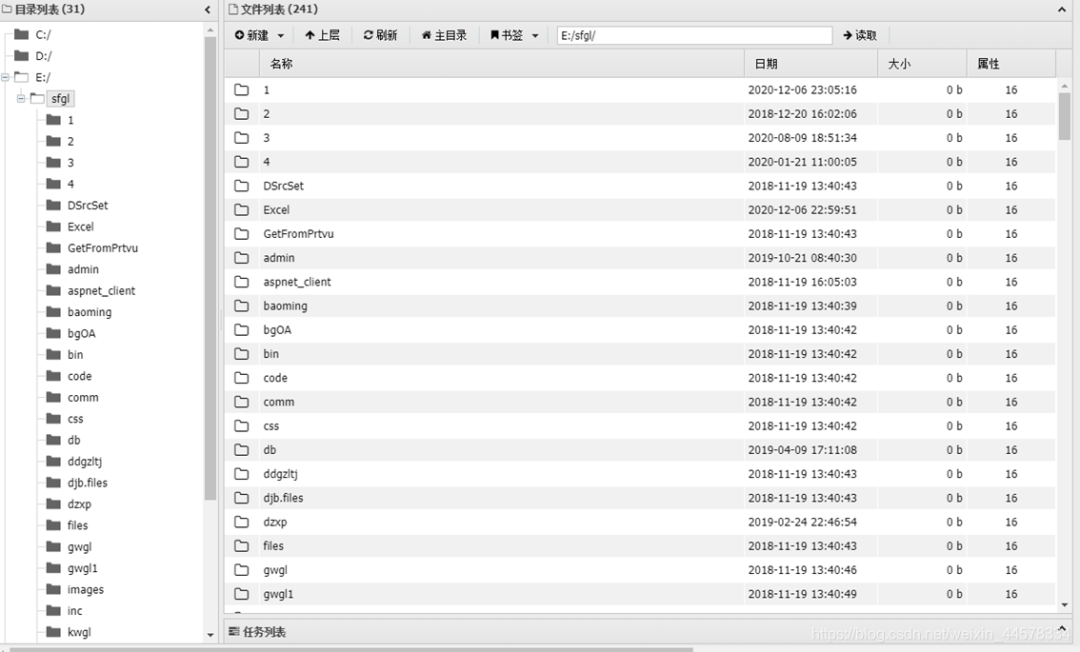 目录列表 (31)
C:/
D:/
E:/
sfgl
1
2
3
4
DSrcSet
Excel
GetFromPrtvu
admin
aspnet_client
baoming
bgOA
bin
code
comm
css
db
ddgzltj
djb.files
dzxp
files
gwgl
gwgl1
images
inc
kwgl
文件列表 (241)
新建 上层 刷新 主目录 书签 E:/sfgl/ 读取
名称 日期 大小 属性
1 2020-12-06 23:05:16 0 b 16
2 2018-12-20 16:02:06 0 b 16
3 2020-08-09 18:51:34 0 b 16
4 2020-01-21 11:00:05 0 b 16
DSrcSet 2018-11-19 13:40:43 0 b 16
Excel 2020-12-06 22:59:51 0 b 16
GetFromPrtvu 2018-11-19 13:40:43 0 b 16
admin 2019-10-21 08:40:30 0 b 16
aspnet_client 2018-11-19 16:05:03 0 b 16
baoming 2018-11-19 13:40:39 0 b 16
bgOA 2018-11-19 13:40:42 0 b 16
bin 2018-11-19 13:40:42 0 b 16
code 2018-11-19 13:40:42 0 b 16
comm 2018-11-19 13:40:42 0 b 16
css 2018-11-19 13:40:42 0 b 16
db 2019-04-09 17:11:08 0 b 16
ddgzltj 2018-11-19 13:40:43 0 b 16
djb.files 2018-11-19 13:40:43 0 b 16
dzxp 2019-02-24 22:46:54 0 b 16
files 2018-11-19 13:40:43 0 b 16
gwgl 2018-11-19 13:40:46 0 b 16
gwgl1 2018-11-19 13:40:49 0 b 16
任务列表